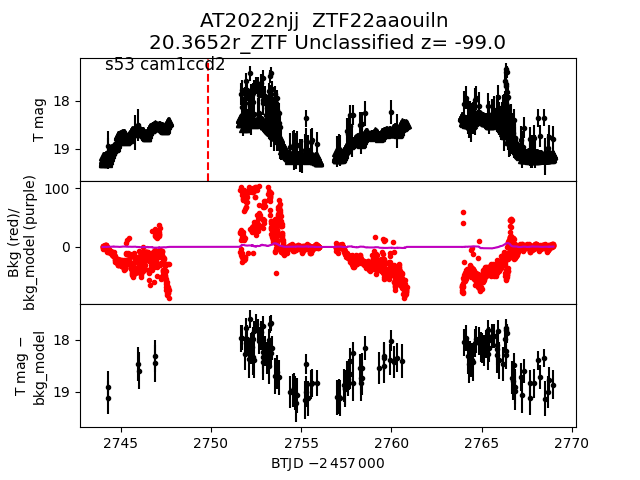 AT2022njj  ZTF22aaouiln
20.3652r_ZTF Unclassified z= -99.0
s53 cam1ccd2
T mag
18
19
Bkg (red)/
bkg_model (purple)
100
0
T mag −
bkg_model
18
19
2745
2750
2755
2760
2765
2770
BTJD −2 457 000